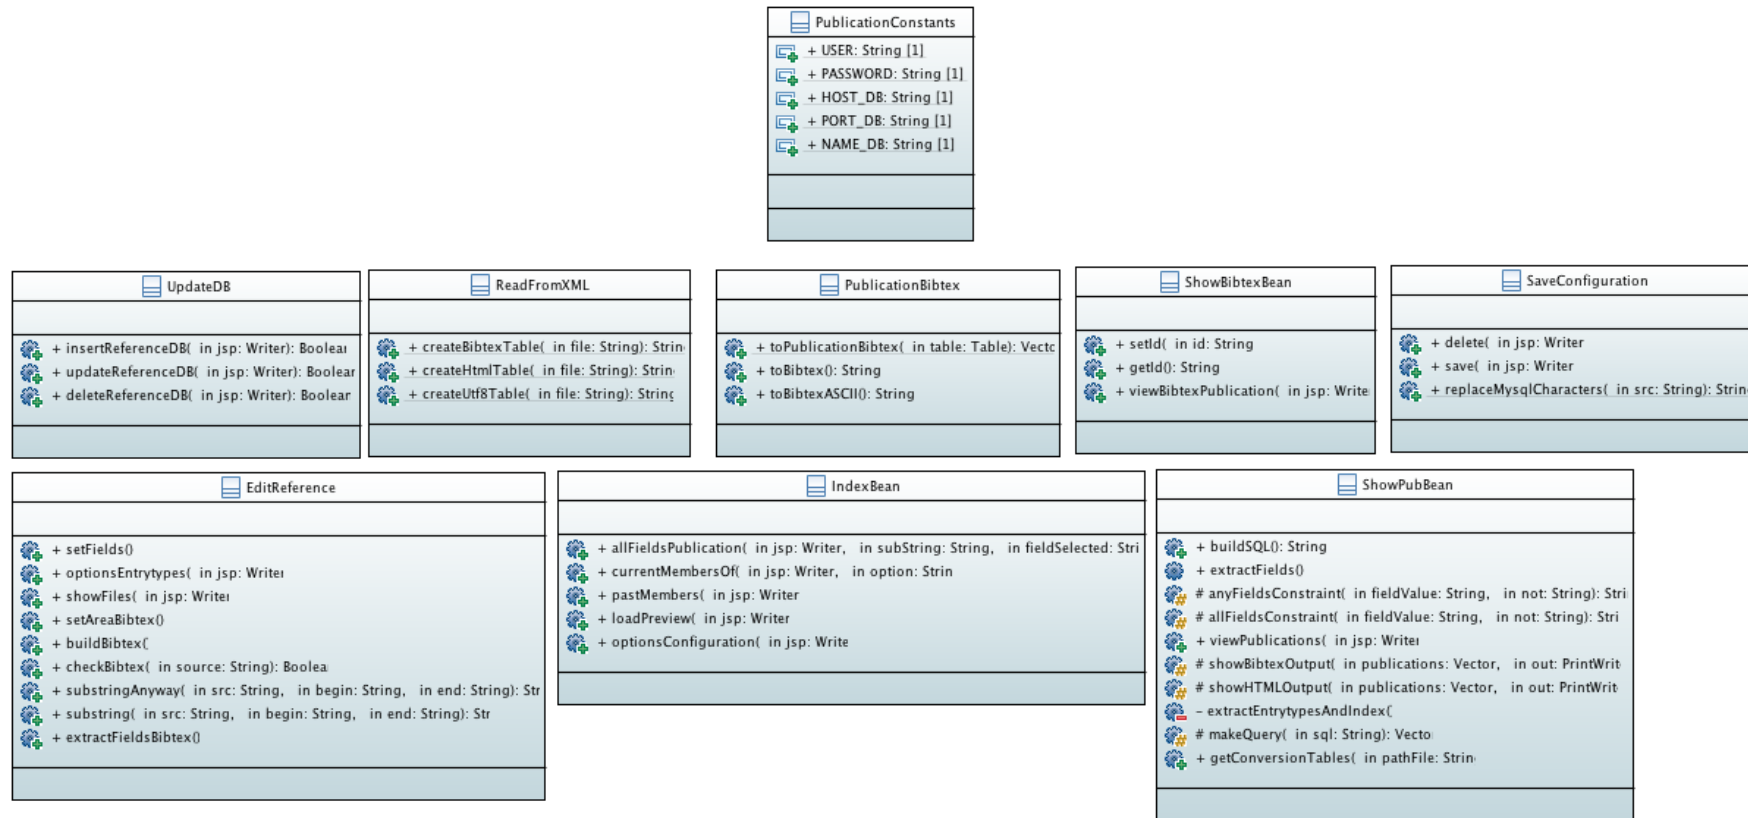 PublicationConstants
+ USER: String [1]
+ PASSWORD: String [1]
+ HOST_DB: String [1]
+ PORT_DB: String [1]
+ NAME_DB: String [1]
UpdateDB
+ insertReferenceDB( in jsp: Writer): Boolear
+ updateReferenceDB( in jsp: Writer): Boolear
+ deleteReferenceDB( in jsp: Writer): Boolear
ReadFromXML
+ createBibtexTable( in file: String): Strin
+ createHtmlTable( in file: String): Strin
+ createUtf8Table( in file: String): String
PublicationBibtex
+ toPublicationBibtex( in table: Table): Vecto
+ toBibtex(): String
+ toBibtexASCII(): String
ShowBibtexBean
+ setId( in id: String
+ getId(): String
+ viewBibtexPublication( in jsp: Write
SaveConfiguration
+ delete( in jsp: Writer
+ save( in jsp: Writer
+ replaceMysqlCharacters( in src: String): Strin
EditReference
+ setFields()
+ optionsEntrytypes( in jsp: Writer
+ showFiles( in jsp: Writer
+ setAreaBibtex()
+ buildBibtex(
+ checkBibtex( in source: String): Boolea
+ substringAnyway( in src: String, in begin: String, in end: String): Str
+ substring( in src: String, in begin: String, in end: String): Str
+ extractFieldsBibtex()
IndexBean
+ allFieldsPublication( in jsp: Writer, in subString: String, in fieldSelected: Stri
+ currentMembersOf( in jsp: Writer, in option: Strin
+ pastMembers( in jsp: Writer
+ loadPreview( in jsp: Writer
+ optionsConfiguration( in jsp: Write
ShowPubBean
+ buildSQL(): String
+ extractFields()
# anyFieldsConstraint( in fieldValue: String, in not: String): Stri
# allFieldsConstraint( in fieldValue: String, in not: String): Stri
+ viewPublications( in jsp: Writer
# showBibtexOutput( in publications: Vector, in out: PrintWrit
# showHTMLOutput( in publications: Vector, in out: PrintWrit
- extractEntrytypesAndIndex(
# makeQuery( in sql: String): Vecto
+ getConversionTables( in pathFile: Strin